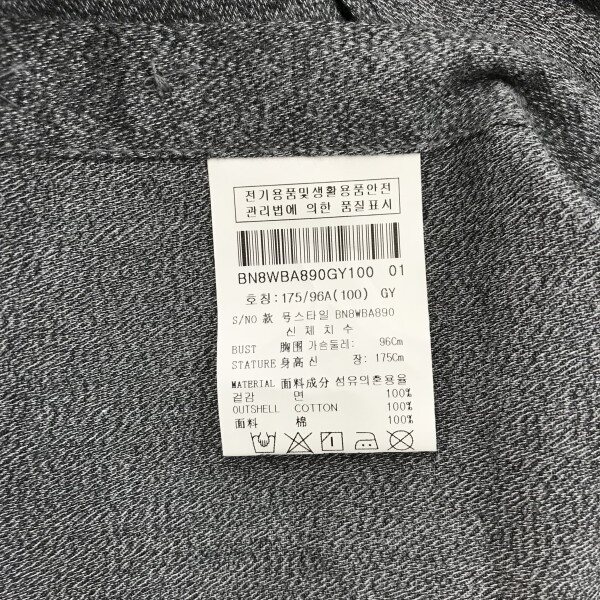 전기용품및생활용품안전
관리법에 의한 품질표시
BN8WBA890GY100 01
호칭:175/96A(100) GY
S/NO 款 号스타일 BN8WBA890
신체치수
BUST 胸围 가슴둘레: 96Cm
STATURE 身高 신 장: 175Cm
MATERIAL 面料成分 섬유의혼용율
겉감 면 100%
OUTSHELL COTTON 100%
面料 棉 100%